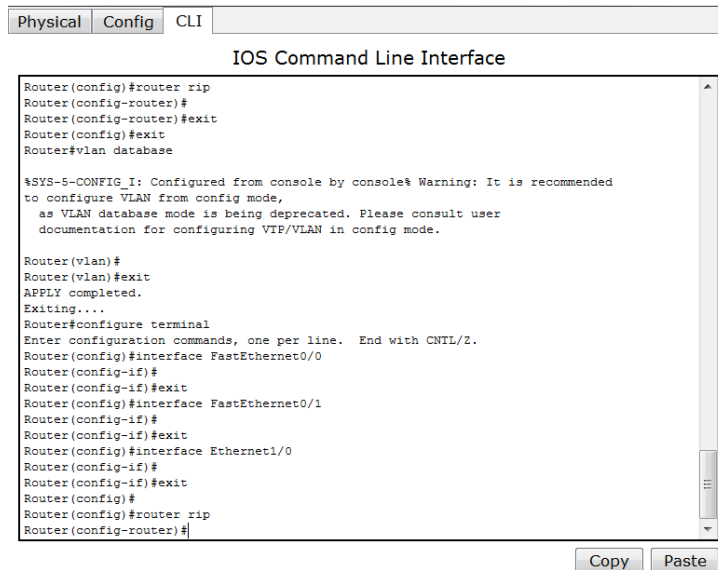 Physical Config CLI
IOS Command Line Interface
Router(config)#router rip
Router(config-router)#
Router(config-router)#exit
Router(config)#exit
Router#vlan database
%SYS-5-CONFIG_I: Configured from console by console% Warning: It is recommended
to configure VLAN from config mode,
as VLAN database mode is being deprecated. Please consult user
documentation for configuring VTP/VLAN in config mode.
Router(vlan)#
Router(vlan)#exit
APPLY completed.
Exiting....
Router#configure terminal
Enter configuration commands, one per line. End with CNTL/Z.
Router(config)#interface FastEthernet0/0
Router(config-if)#
Router(config-if)#exit
Router(config)#interface FastEthernet0/1
Router(config-if)#
Router(config-if)#exit
Router(config)#interface Ethernet1/0
Router(config-if)#
Router(config-if)#exit
Router(config)#
Router(config)#router rip
Router(config-router)#
Copy Paste